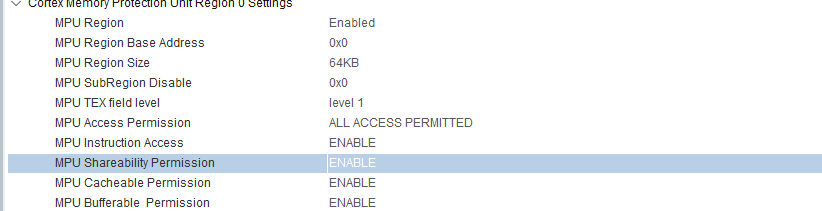 Cortex Memory Protection Unit Region 0 Settings
MPU Region Enabled
MPU Region Base Address 0x0
MPU Region Size 64KB
MPU SubRegion Disable 0x0
MPU TEX field level level 1
MPU Access Permission ALL ACCESS PERMITTED
MPU Instruction Access ENABLE
MPU Shareability Permission ENABLE
MPU Cacheable Permission ENABLE
MPU Bufferable  Permission ENABLE